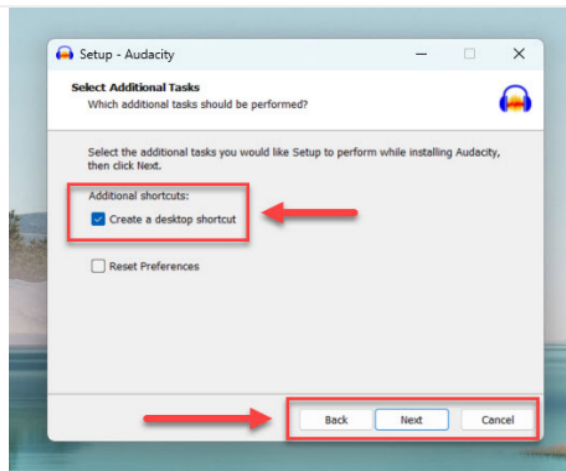 Setup - Audacity
Select Additional Tasks
Which additional tasks should be performed?
Select the additional tasks you would like Setup to perform while installing Audacity,
then click Next.
Additional shortcuts:
Create a desktop shortcut
Reset Preferences
Back Next Cancel